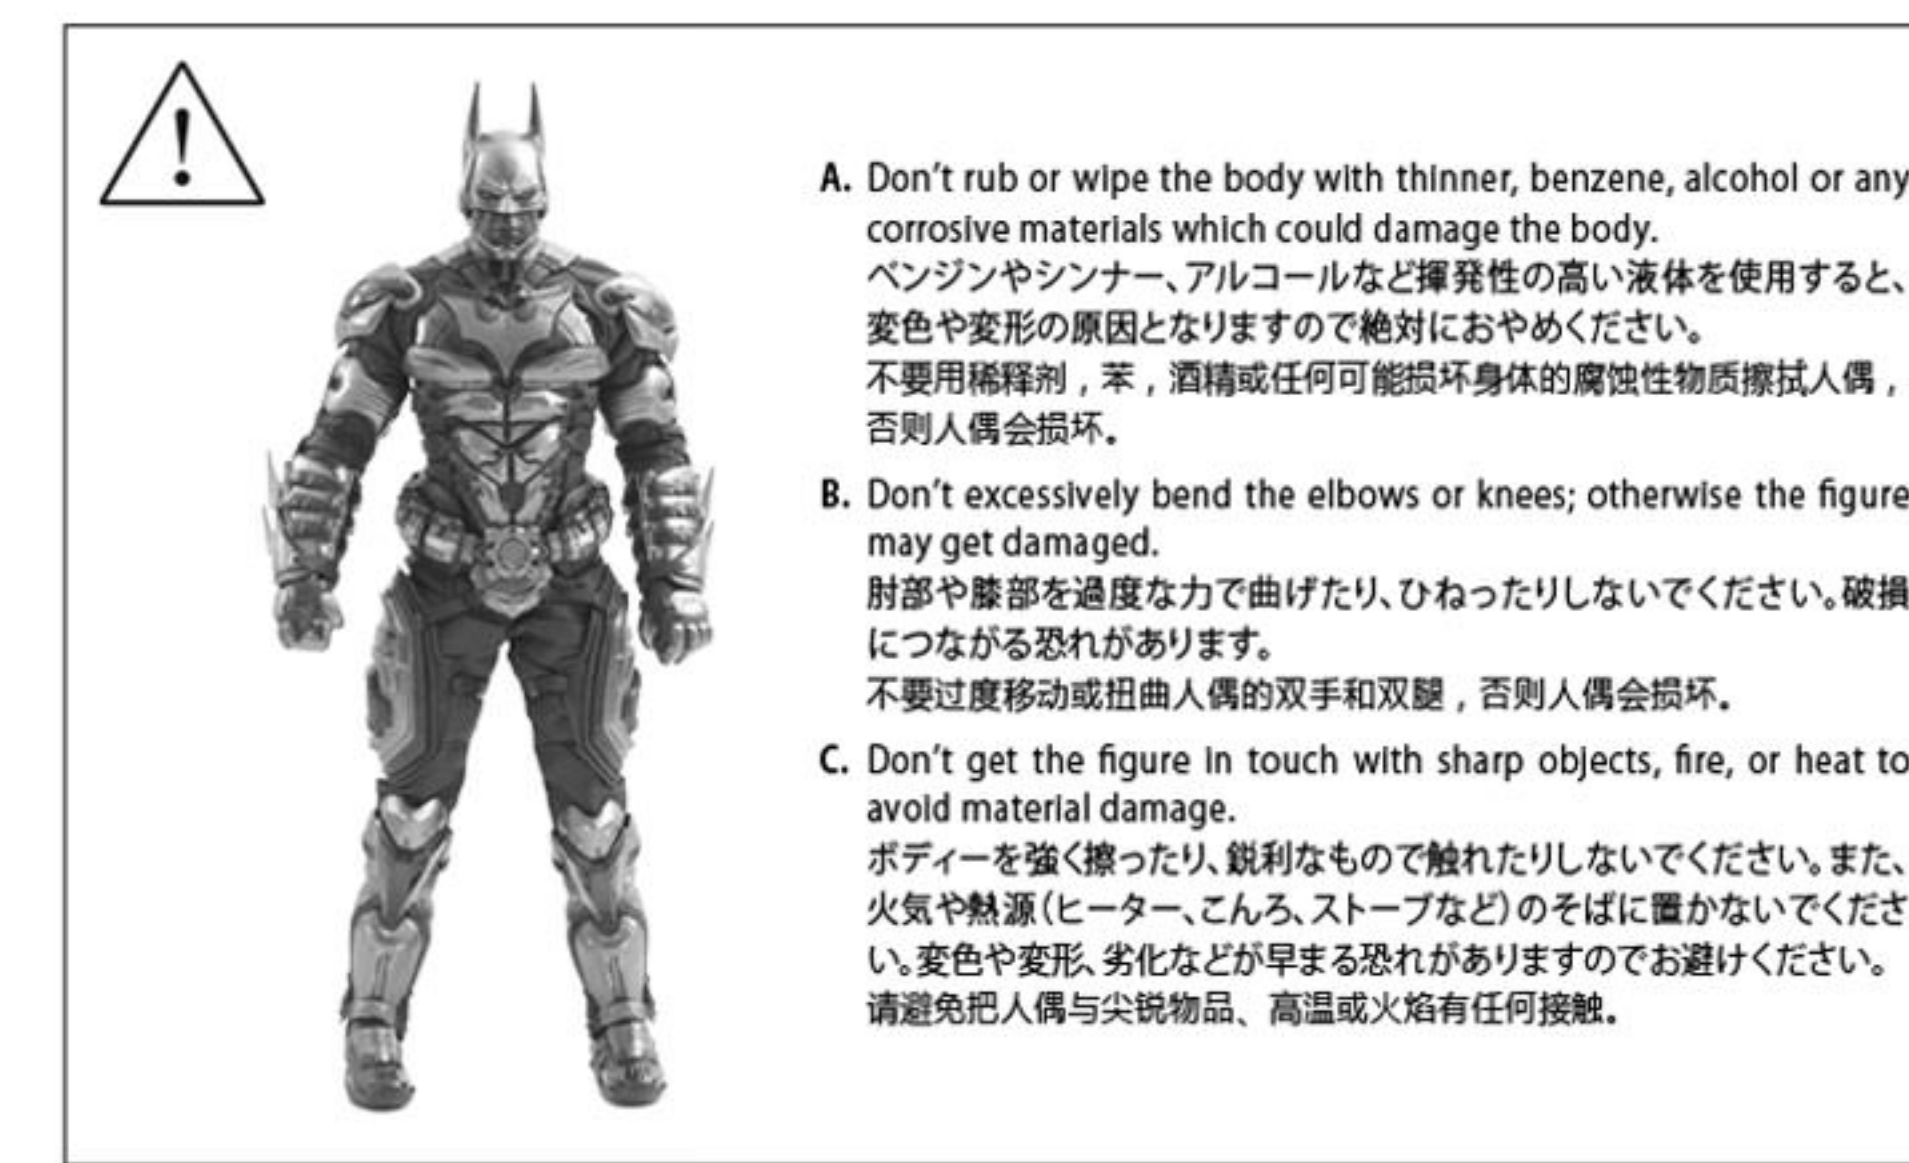 !
A. Don't rub or wipe the body with thinner, benzene, alcohol or any
corrosive materials which could damage the body.
ベンジンやシンナー、アルコールなど揮発性の高い液体を使用すると、
変色や変形の原因となりますので絶対におやめください。
不要用稀释剂，苯，酒精或任何可能损坏身体的腐蚀性物质擦拭人偶，
否则人偶会损坏。
B. Don't excessively bend the elbows or knees; otherwise the figure
may get damaged.
肘部や膝部を過度な力で曲げたり、ひねったりしないでください。破損
につながる恐れがあります。
不要过度移动或扭曲人偶的双手和双腿，否则人偶会损坏。
C. Don't get the figure in touch with sharp objects, fire, or heat to
avoid material damage.
ボディーを強く擦ったり、鋭利なもので触れたりしないでください。また、
火気や熱源(ヒーター、こんろ、ストーブなど)のそばに置かないでくださ
い。変色や変形、劣化などが早まる恐れがありますのでお避けください。
请避免把人偶与尖锐物品、高温或火焰有任何接触。